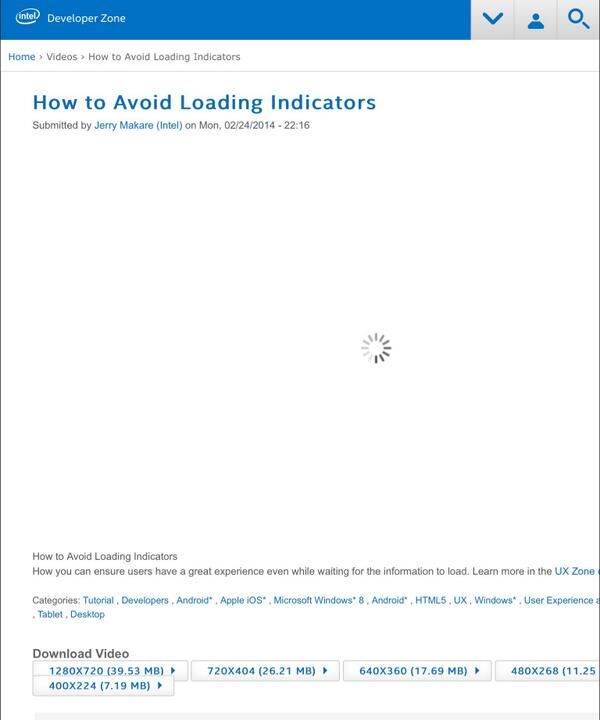 intel Developer Zone
Home › Videos › How to Avoid Loading Indicators
How to Avoid Loading Indicators
Submitted by Jerry Makare (Intel) on Mon, 02/24/2014 - 22:16
How to Avoid Loading Indicators
How you can ensure users have a great experience even while waiting for the information to load. Learn more in the UX Zone
Categories: Tutorial , Developers , Android* , Apple iOS* , Microsoft Windows* 8 , Android* , HTML5 , UX , Windows* , User Experience a
, Tablet , Desktop
Download Video
1280X720 (39.53 MB) 720X404 (26.21 MB) 640X360 (17.69 MB) 480X268 (11.25
400X224 (7.19 MB)